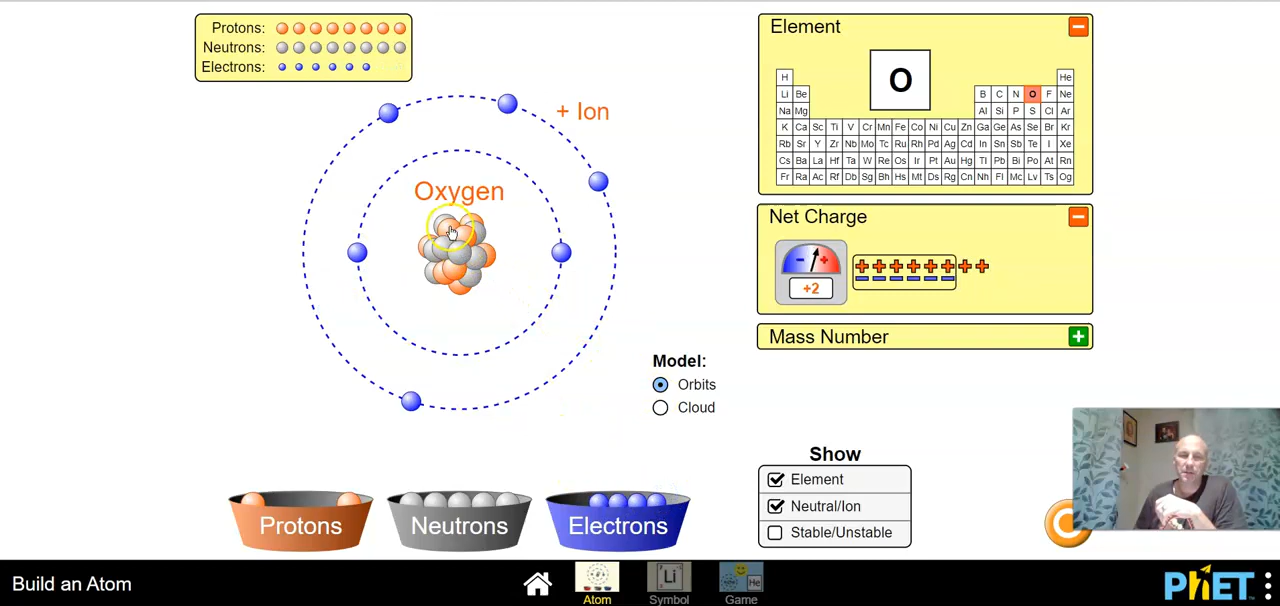 Protons:
Neutrons:
Electrons:
+ Ion
Oxygen
Element
O
H He
Li Be B C N O F Ne
Na Mg Al Si P S Cl Ar
K Ca Sc Ti V Cr Mn Fe Co Ni Cu Zn Ga Ge As Se Br Kr
Rb Sr Y Zr Nb Mo Tc Ru Rh Pd Ag Cd In Sn Sb Te I Xe
Cs Ba La Hf Ta W Re Os Ir Pt Au Hg Tl Pb Bi Po At Rn
Fr Ra Ac Rf Db Sg Bh Hs Mt Ds Rg Cn Nh Fl Mc Lv Ts Og
Net Charge
- +
+2
Mass Number
Model:
Orbits
Cloud
Show
Element
Neutral/Ion
Stable/Unstable
Protons
Neutrons
Electrons
Build an Atom
Atom
Li
Symbol
He
Game
PhET